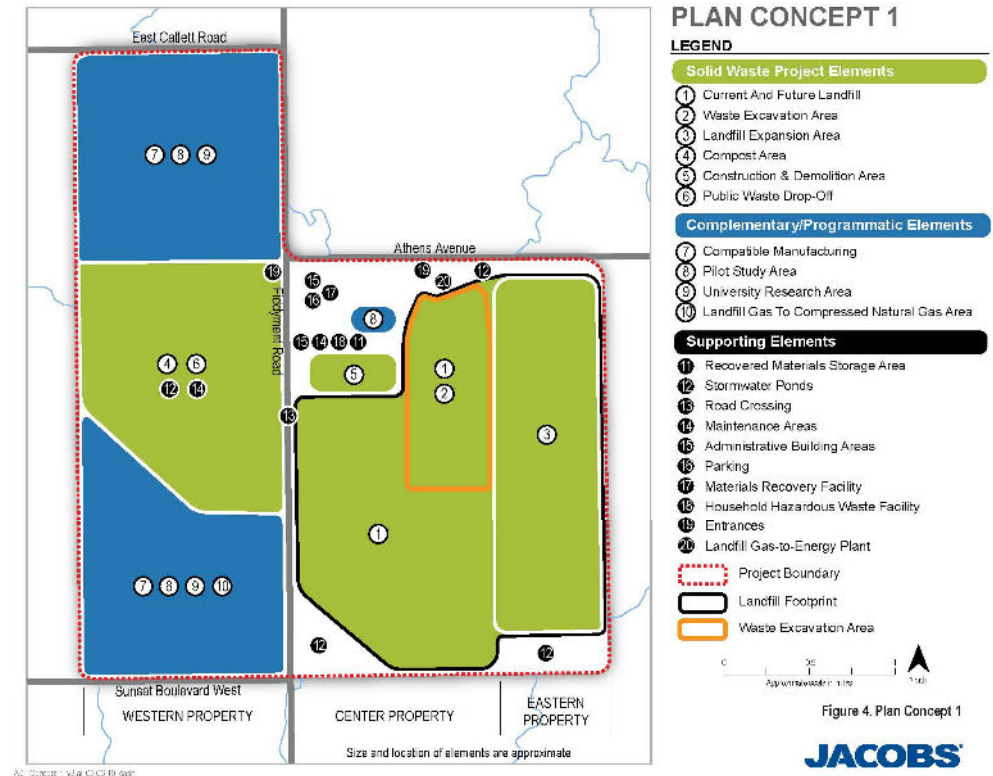 PLAN CONCEPT 1
LEGEND
Solid Waste Project Elements
1 Current And Future Landfill
2 Waste Excavation Area
3 Landfill Expansion Area
4 Compost Area
5 Construction & Demolition Area
6 Public Waste Drop-Off
Complementary/Programmatic Elements
7 Compatible Manufacturing
8 Pilot Study Area
9 University Research Area
10 Landfill Gas To Compressed Natural Gas Area
Supporting Elements
11 Recovered Materials Storage Area
12 Stormwater Ponds
13 Road Crossing
14 Maintenance Areas
15 Administrative Building Areas
16 Parking
17 Materials Recovery Facility
18 Household Hazardous Waste Facility
19 Entrances
20 Landfill Gas-to-Energy Plant
Project Boundary
Landfill Footprint
Waste Excavation Area
Approximate scale in miles
North
Figure 4. Plan Concept 1
JACOBS
East Catlett Road
7 8 9
Athens Avenue
19
15
17
16
19
20
12
Fiddyment Road
8
15 14 18 11
5
4 6
12 14
13
1
2
3
1
7 8 9 10
12
12
Sunset Boulevard West
WESTERN PROPERTY
CENTER PROPERTY
EASTERN
PROPERTY
Size and location of elements are approximate